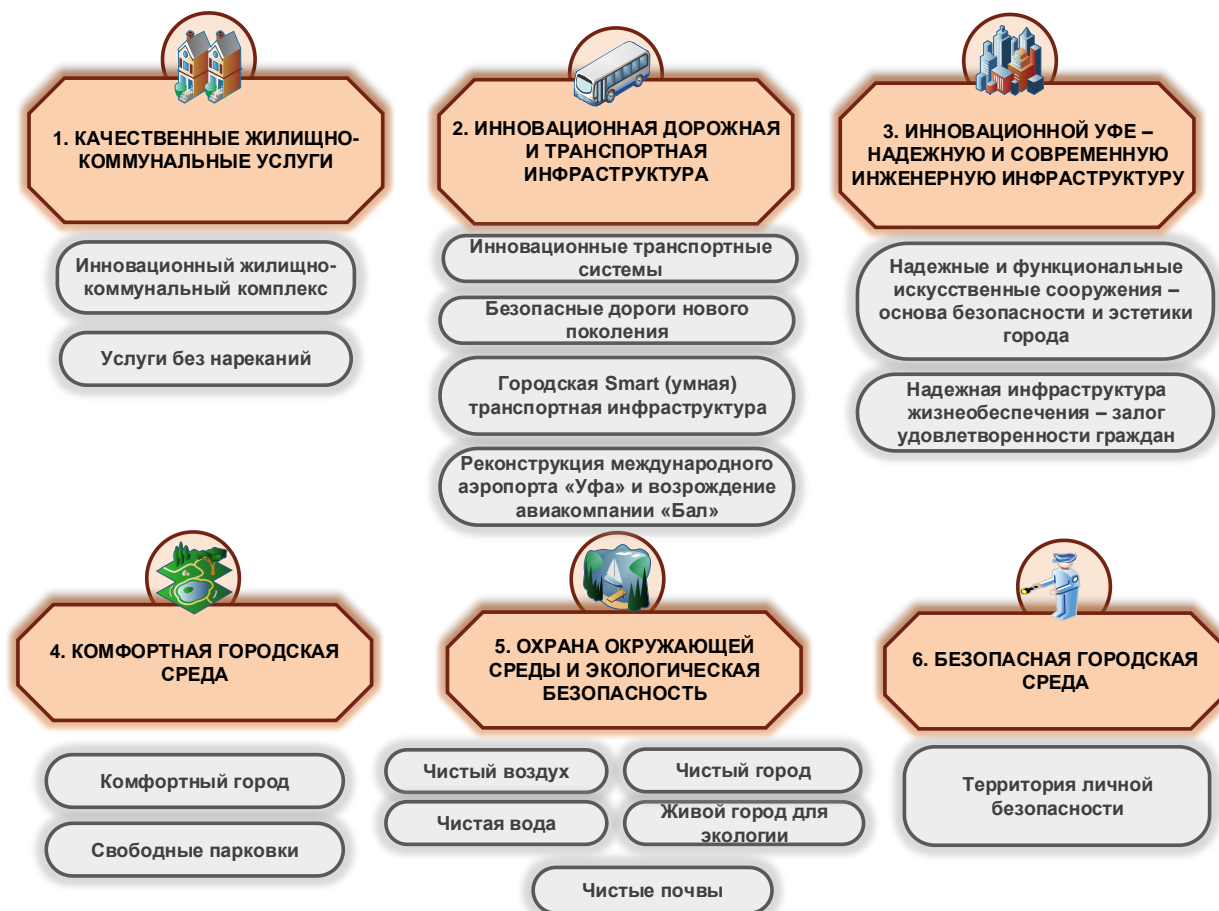 1. КАЧЕСТВЕННЫЕ ЖИЛИЩНО-
КОММУНАЛЬНЫЕ УСЛУГИ
Инновационный жилищно-
коммунальный комплекс
Услуги без нареканий
2. ИННОВАЦИОННАЯ ДОРОЖНАЯ
И ТРАНСПОРТНАЯ
ИНФРАСТРУКТУРА
Инновационные транспортные
системы
Безопасные дороги нового
поколения
Городская Smart (умная)
транспортная инфраструктура
Реконструкция международного
аэропорта «Уфа» и возрождение
авиакомпании «Бал»
3. ИННОВАЦИОННОЙ УФЕ –
НАДЕЖНУЮ И СОВРЕМЕННУЮ
ИНЖЕНЕРНУЮ ИНФРАСТРУКТУРУ
Надежные и функциональные
искусственные сооружения –
основа безопасности и эстетики
города
Надежная инфраструктура
жизнеобеспечения – залог
удовлетворенности граждан
4. КОМФОРТНАЯ ГОРОДСКАЯ
СРЕДА
Комфортный город
Свободные парковки
5. ОХРАНА ОКРУЖАЮЩЕЙ
СРЕДЫ И ЭКОЛОГИЧЕСКАЯ
БЕЗОПАСНОСТЬ
Чистый воздух
Чистый город
Чистая вода
Живой город для
экологии
Чистые почвы
6. БЕЗОПАСНАЯ ГОРОДСКАЯ
СРЕДА
Территория личной
безопасности